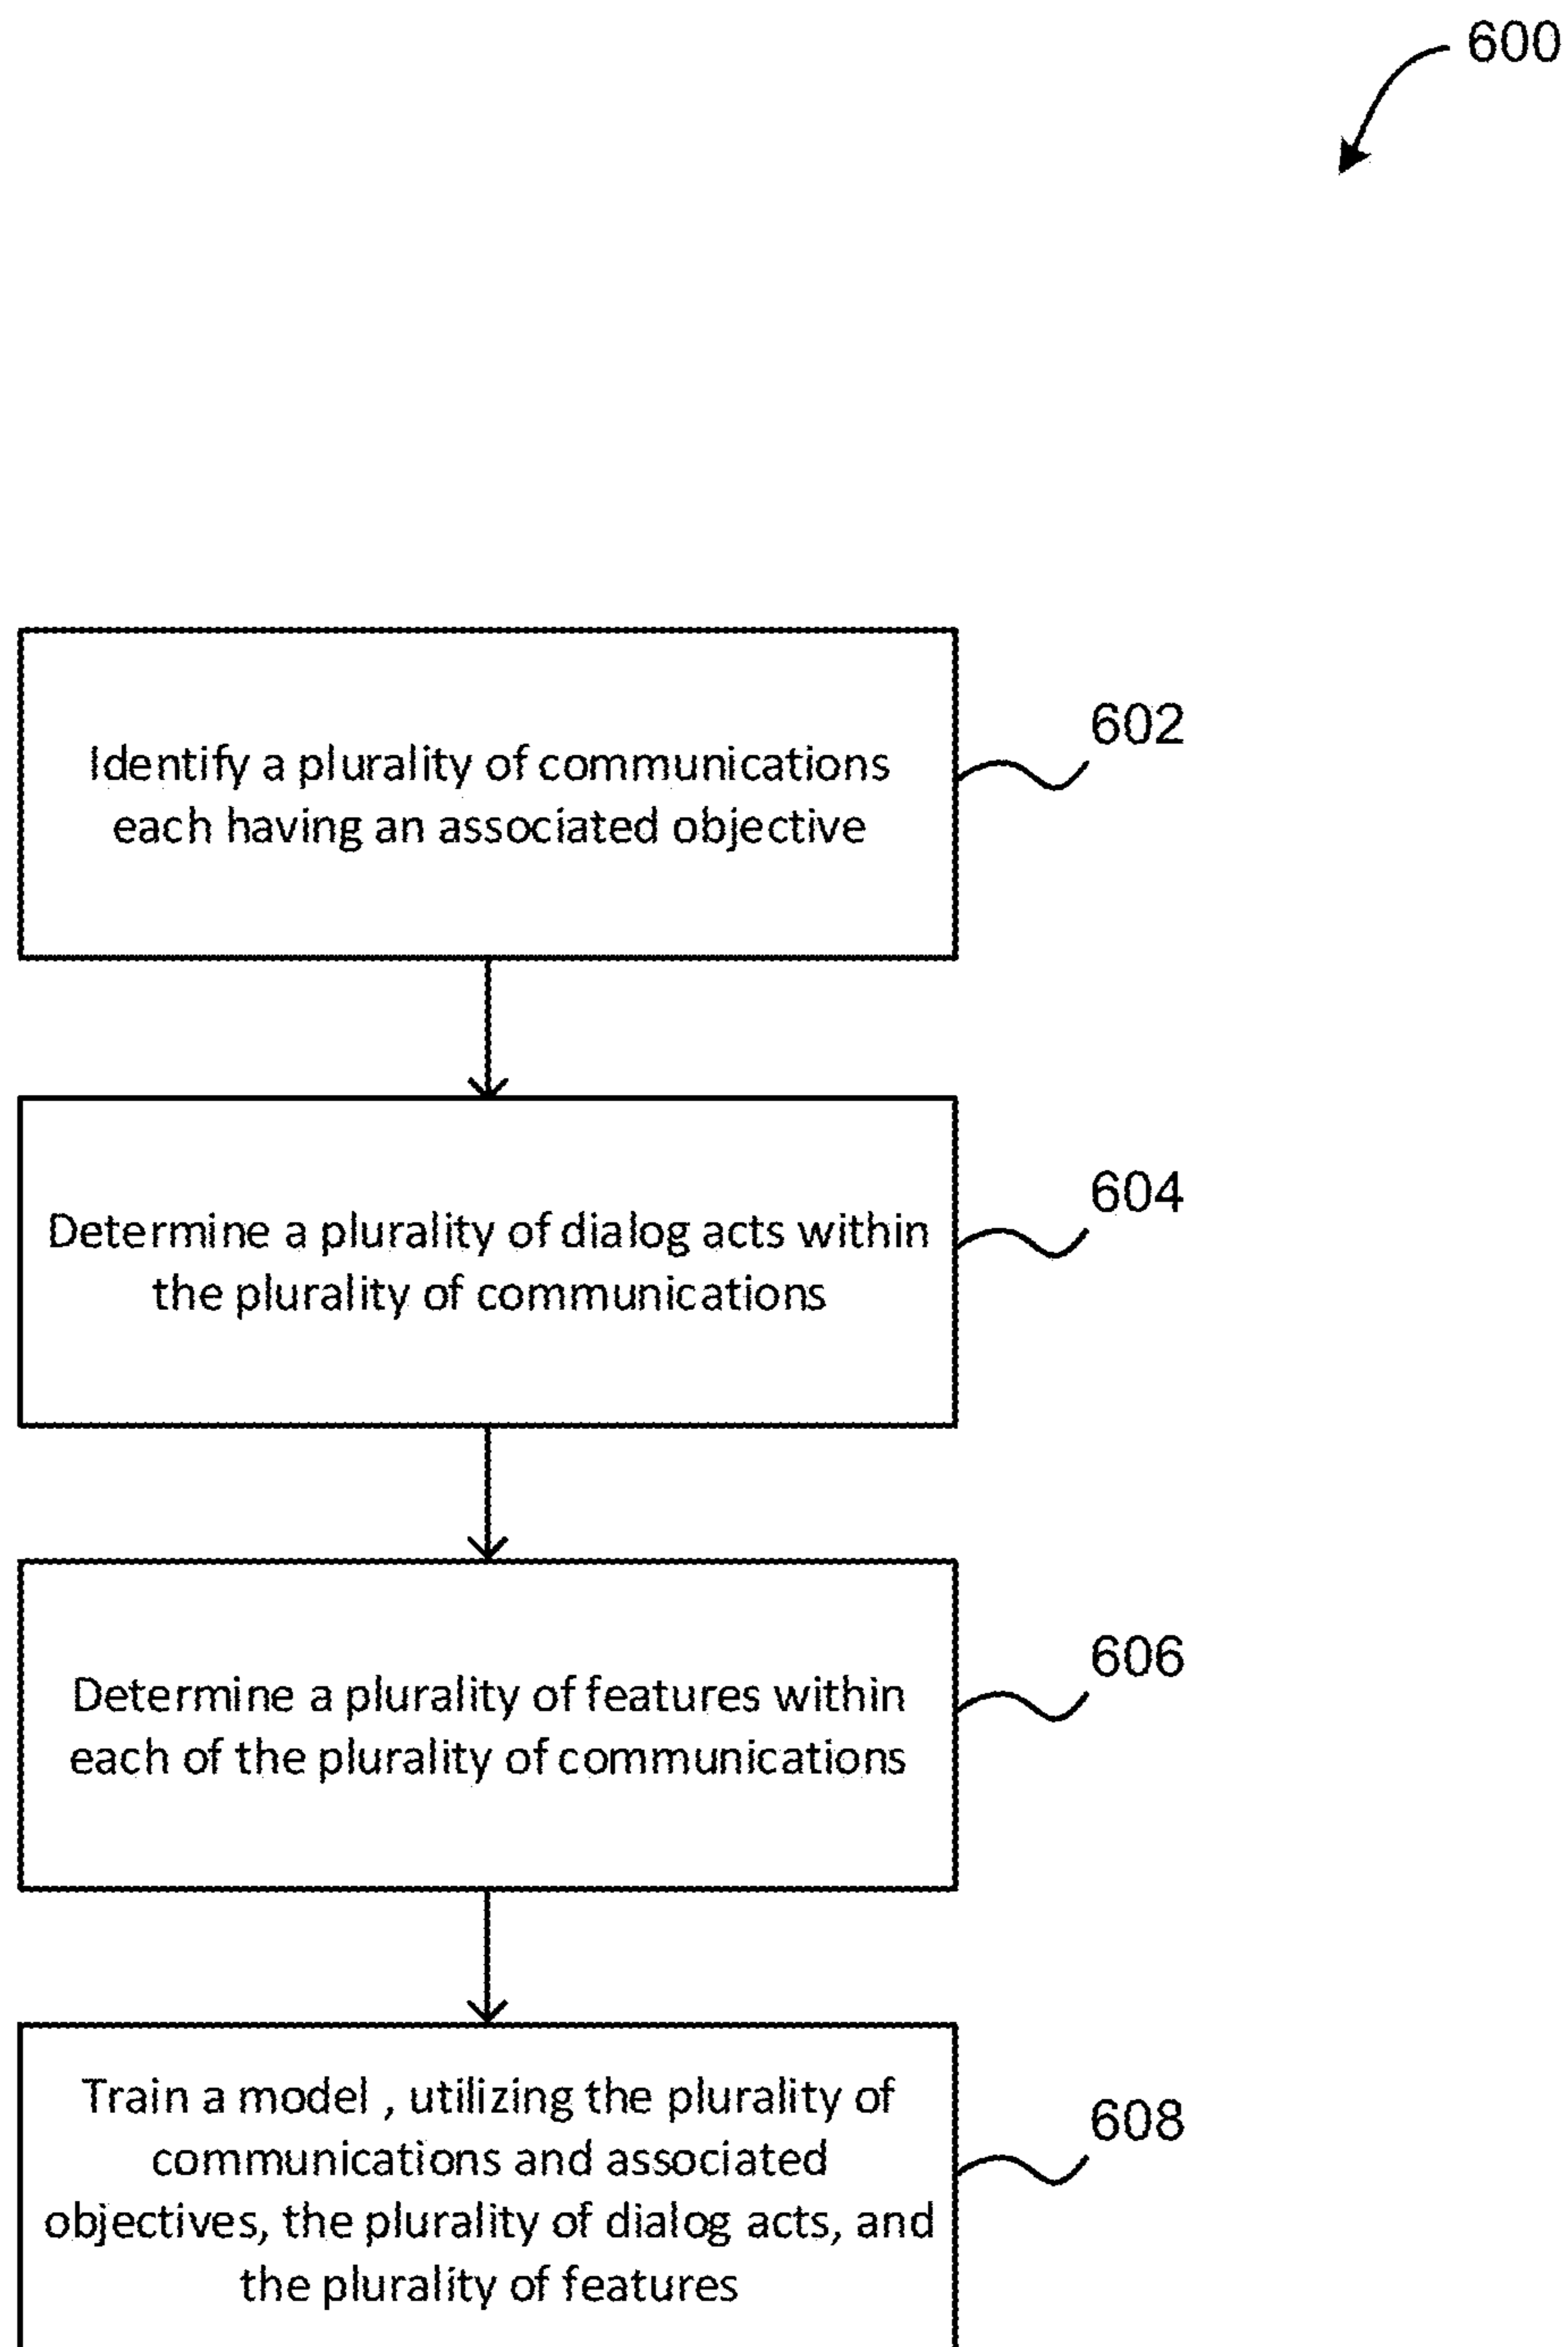 600
Identify a plurality of communications
each having an associated objective
602
Determine a plurality of dialog acts within
the plurality of communications
604
Determine a plurality of features within
each of the plurality of communications
606
Train a model , utilizing the plurality of
communications and associated
objectives, the plurality of dialog acts, and
the plurality of features
608